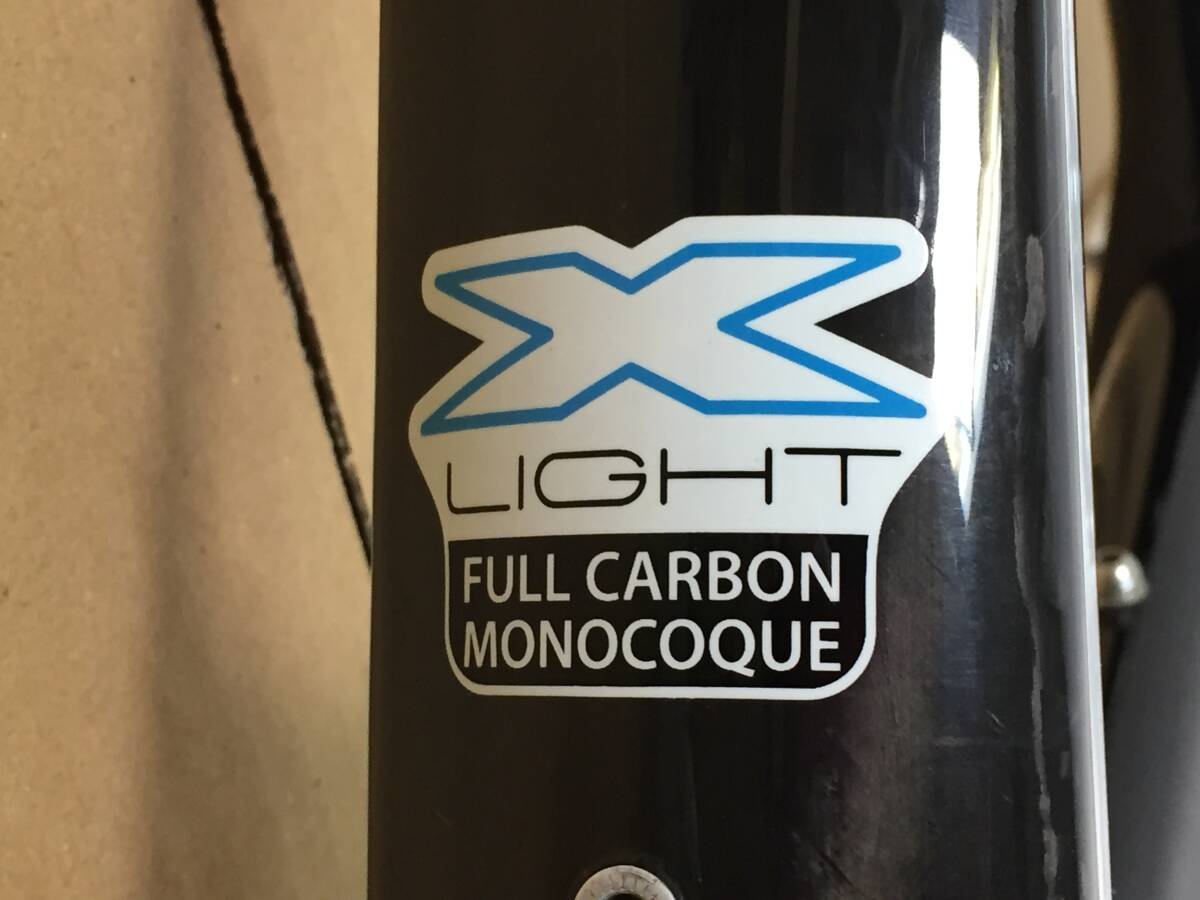 X
LIGHT
FULL CARBON
MONOCOQUE